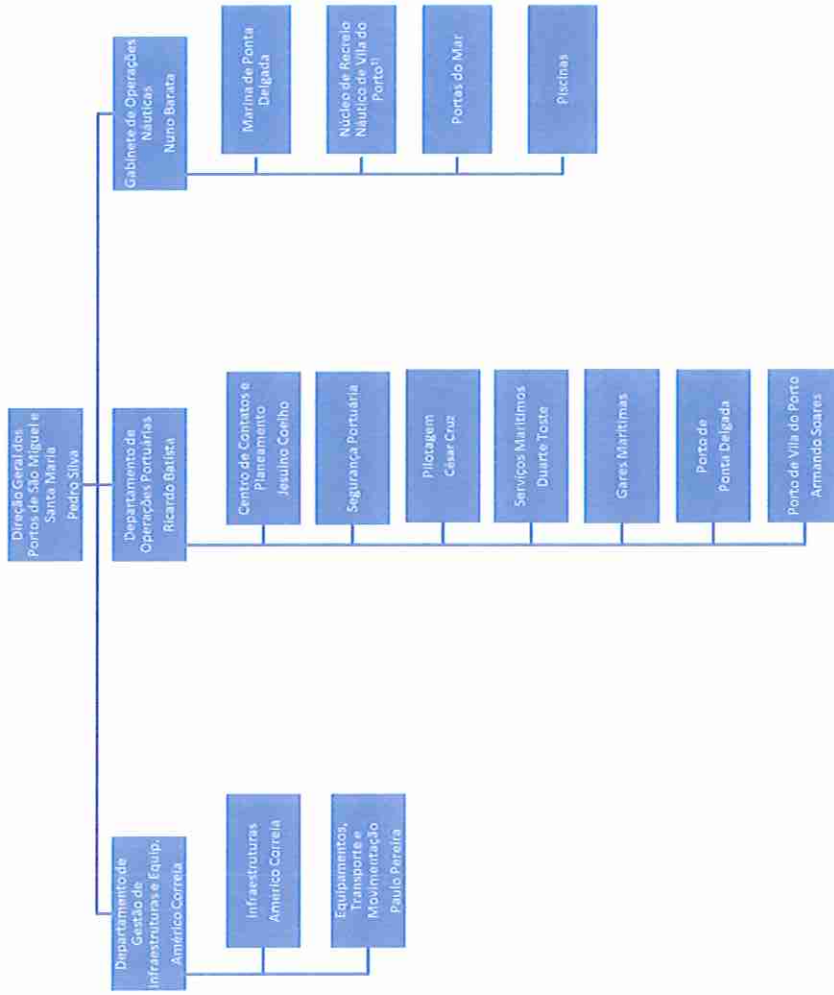 Direção Geral dos
Portos de São Miguel e
Santa Maria
Pedro Silva
Departamento de
Gestão de
Infraestruturas e Equip.
Américo Correia
Infraestruturas
Américo Correia
Equipamentos,
Transporte e
Movimentação
Paulo Pereira
Departamento de
Operações Portuárias
Ricardo Batista
Centro de Contatos e
Planeamento
Jesuíno Coelho
Segurança Portuária
Pilotagem
César Cruz
Serviços Marítimos
Duarte Toste
Gares Marítimas
Porto de
Ponta Delgada
Porto de Vila do Porto
Armando Soares
Gabinete de Operações
Náuticas
Nuno Barata
Marina de Ponta
Delgada
Núcleo de Recreio
Náutico de Vila do
Porto¹⁾
Portas do Mar
Piscinas